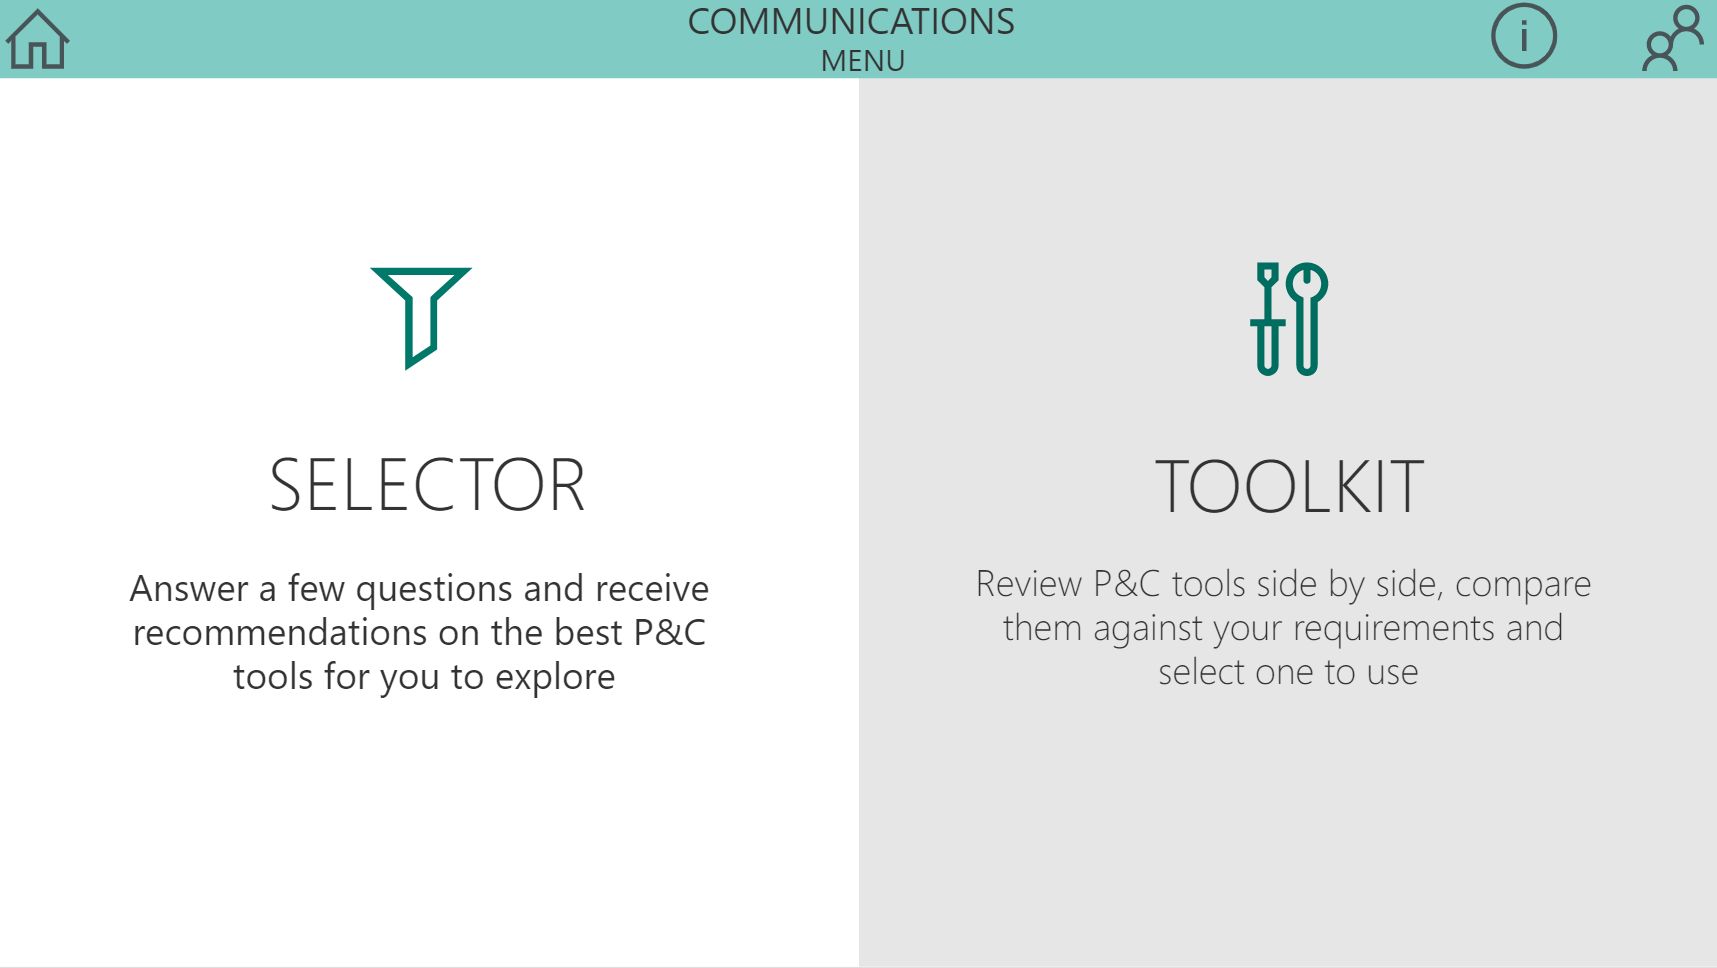 COMMUNICATIONS
MENU
SELECTOR
Answer a few questions and receive
recommendations on the best P&C
tools for you to explore
TOOLKIT
Review P&C tools side by side, compare
them against your requirements and
select one to use